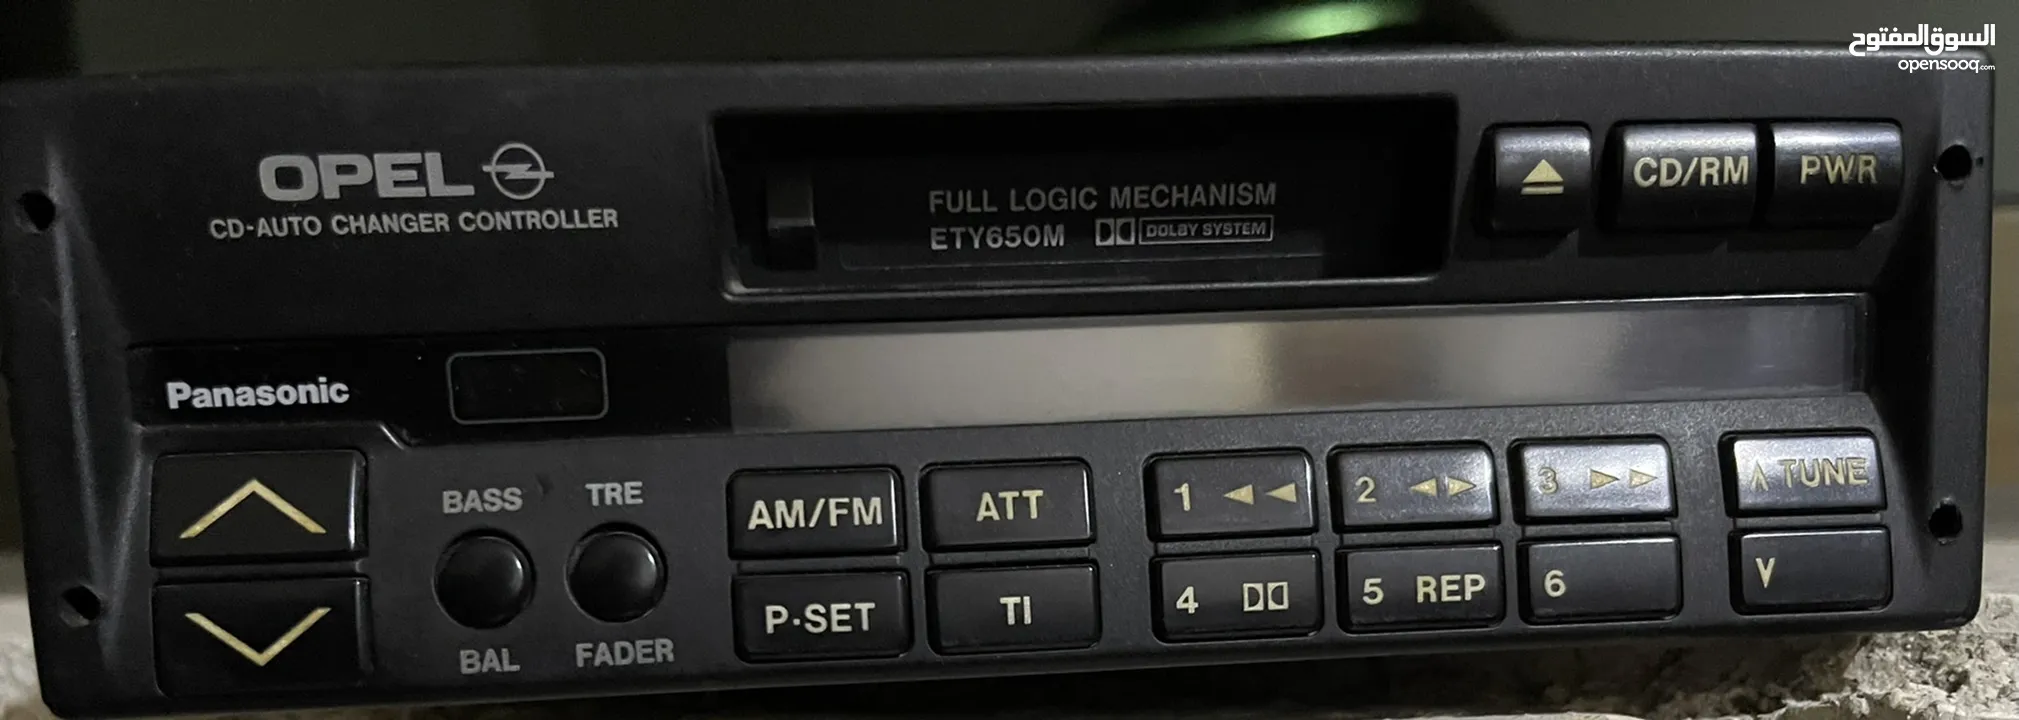 السوق المفتوح
opensooq.com
OPEL
CD-AUTO CHANGER CONTROLLER
FULL LOGIC MECHANISM
ETY650M DOLBY SYSTEM
CD/RM PWR
Panasonic
BASS TRE
BAL FADER
AM/FM ATT
P·SET TI
1 2 3
4 5 REP 6
TUNE